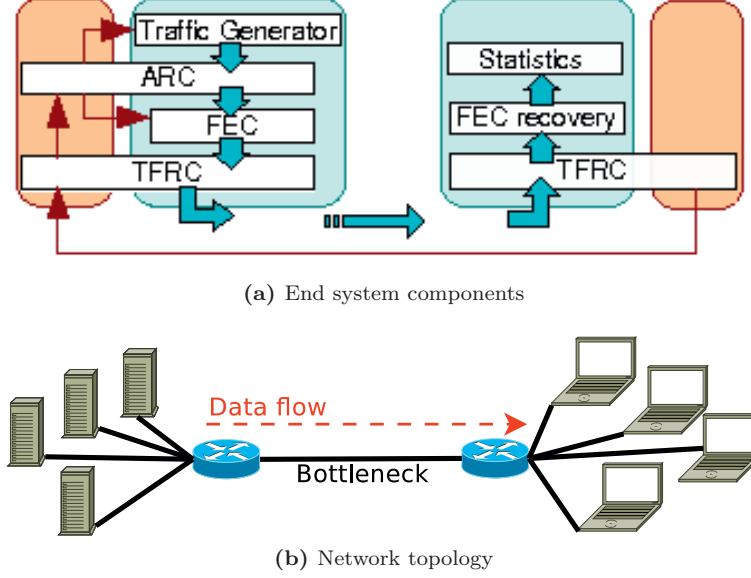 Traffic Generator
ARC
FEC
TFRC
Statistics
FEC recovery
TFRC
(a) End system components
Data flow
Bottleneck
(b) Network topology